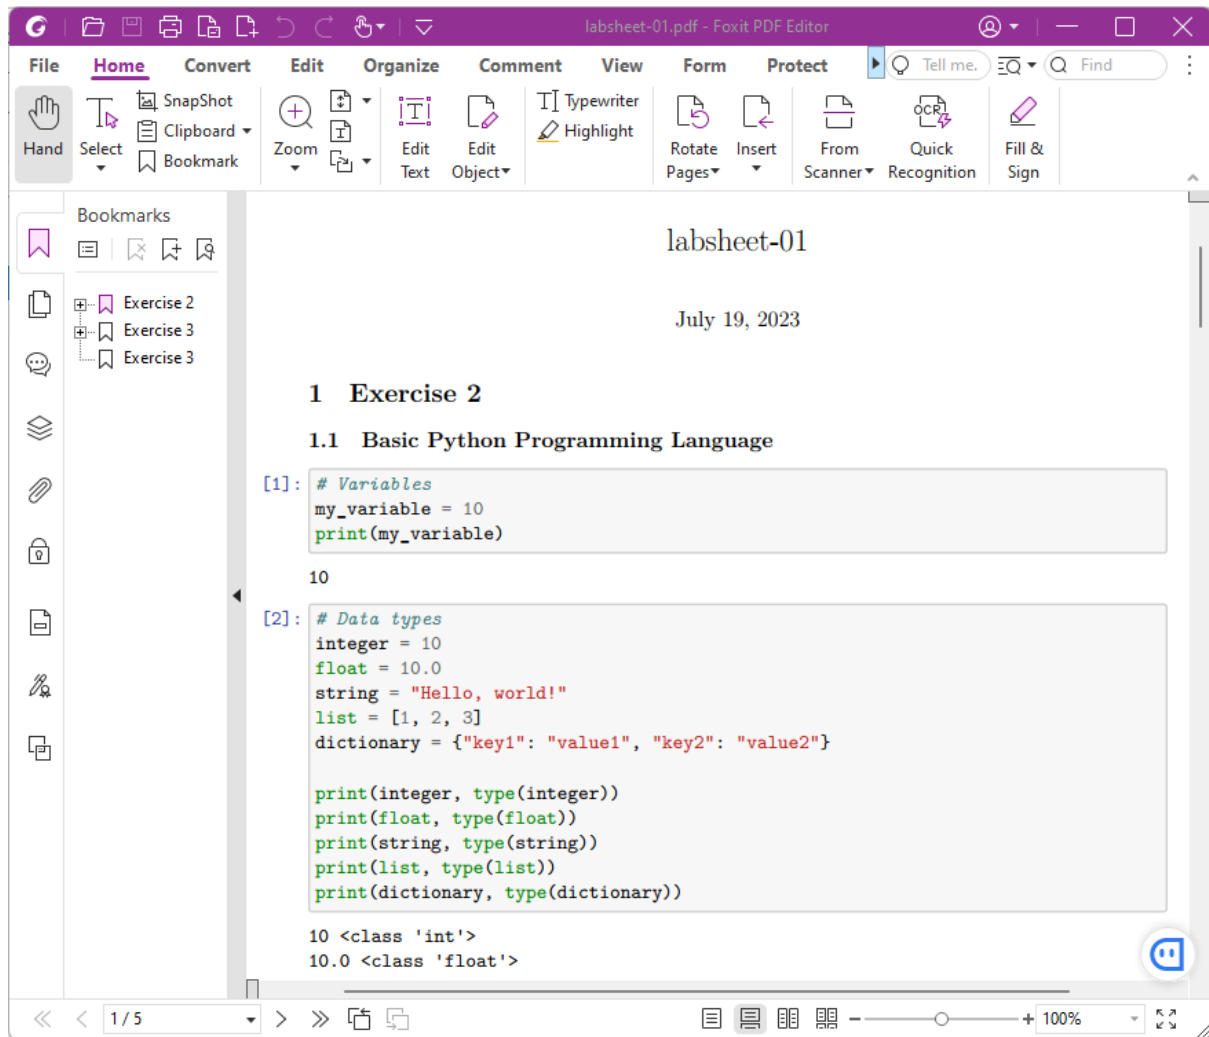 labsheet-01.pdf - Foxit PDF Editor
File Home Convert Edit Organize Comment View Form Protect Tell me. Find
Hand
Select
SnapShot
Clipboard
Bookmark
Zoom
Edit
Text
Edit
Object
Typewriter
Highlight
Rotate
Pages
Insert
From
Scanner
OCR
Quick
Recognition
Fill &
Sign
Bookmarks
Exercise 2
Exercise 3
Exercise 3
labsheet-01
July 19, 2023
1 Exercise 2
1.1 Basic Python Programming Language
[1]: # Variables
my_variable = 10
print(my_variable)
10
[2]: # Data types
integer = 10
float = 10.0
string = "Hello, world!"
list = [1, 2, 3]
dictionary = {"key1": "value1", "key2": "value2"}
print(integer, type(integer))
print(float, type(float))
print(string, type(string))
print(list, type(list))
print(dictionary, type(dictionary))
10 <class 'int'>
10.0 <class 'float'>
1 / 5
100%